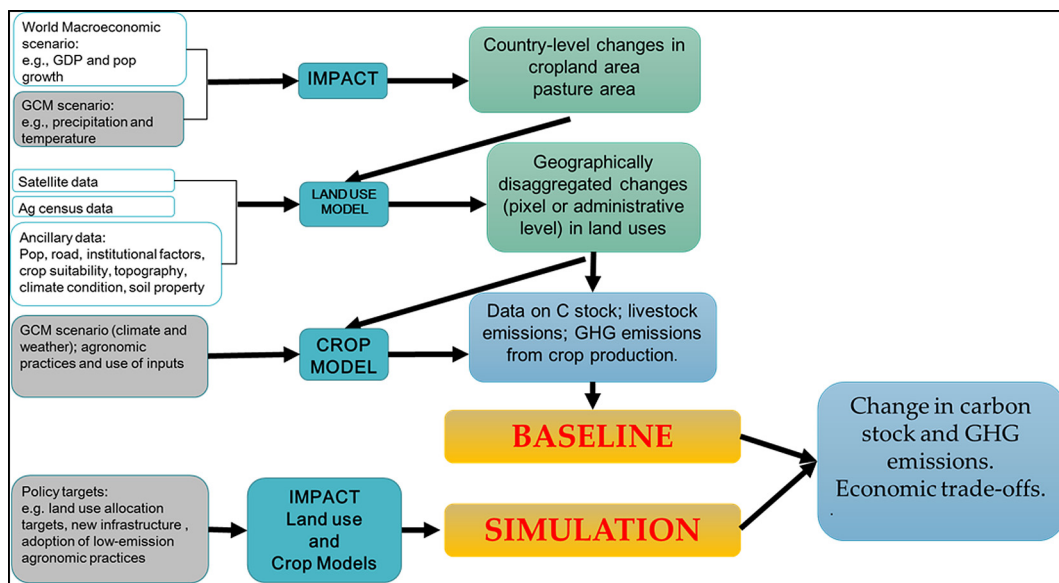 World Macroeconomic
scenario:
e.g., GDP and pop
growth
GCM scenario:
e.g., precipitation and
temperature
IMPACT
Country-level changes in
cropland area
pasture area
Satellite data
Ag census data
Ancillary data:
Pop, road, institutional factors,
crop suitability, topography,
climate condition, soil property
LAND USE
MODEL
Geographically
disaggregated changes
(pixel or administrative
level) in land uses
GCM scenario (climate and
weather); agronomic
practices and use of inputs
CROP
MODEL
Data on C stock; livestock
emissions; GHG emissions
from crop production.
BASELINE
Policy targets:
e.g. land use allocation
targets, new infrastructure ,
adoption of low-emission
agronomic practices
IMPACT
Land use
and
Crop Models
SIMULATION
Change in carbon
stock and GHG
emissions.
Economic trade-offs.
.